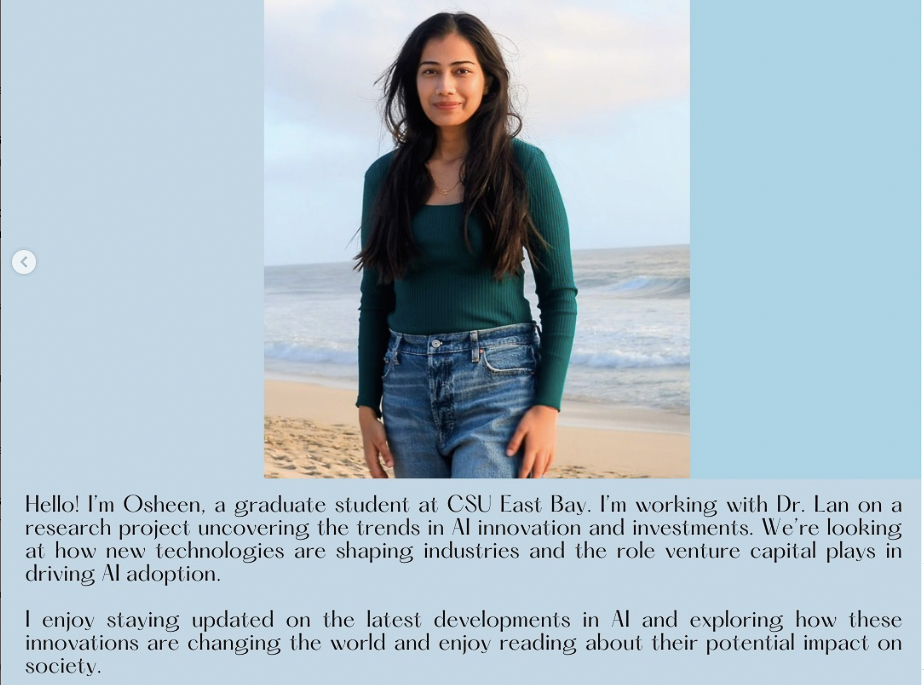 Hello! I'm Osheen, a graduate student at CSU East Bay. I'm working with Dr. Lan on a
research project uncovering the trends in AI innovation and investments. We're looking
at how new technologies are shaping industries and the role venture capital plays in
driving AI adoption.
I enjoy staying updated on the latest developments in AI and exploring how these
innovations are changing the world and enjoy reading about their potential impact on
society.